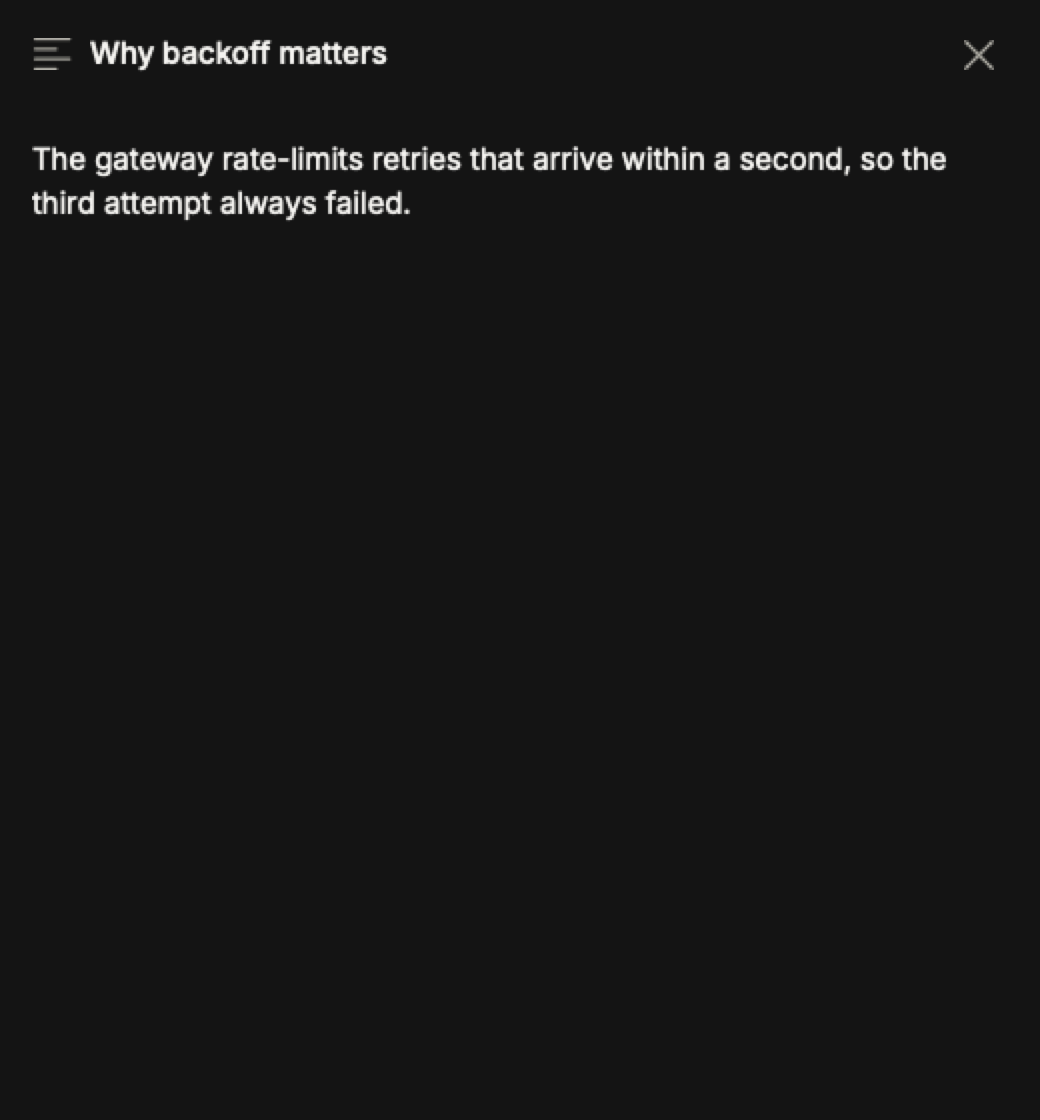 Why backoff matters
The gateway rate-limits retries that arrive within a second, so the
third attempt always failed.